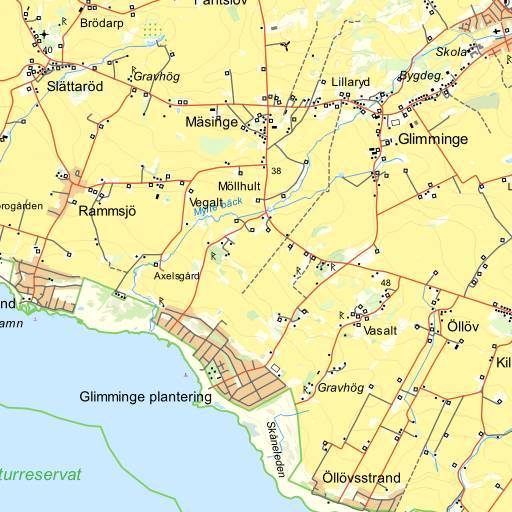 Brödarp
40
Slättaröd
Gravhög
Skola
Lillaryd
Bygdeg.
Mäsinge
Glimminge
38
Möllhult
Vegalt
Mylle bäck
Rammsjö
Axelsgård
48
Vasalt
Öllöv
Kil
Gravhög
Glimminge plantering
Skåneleden
Öllövsstrand